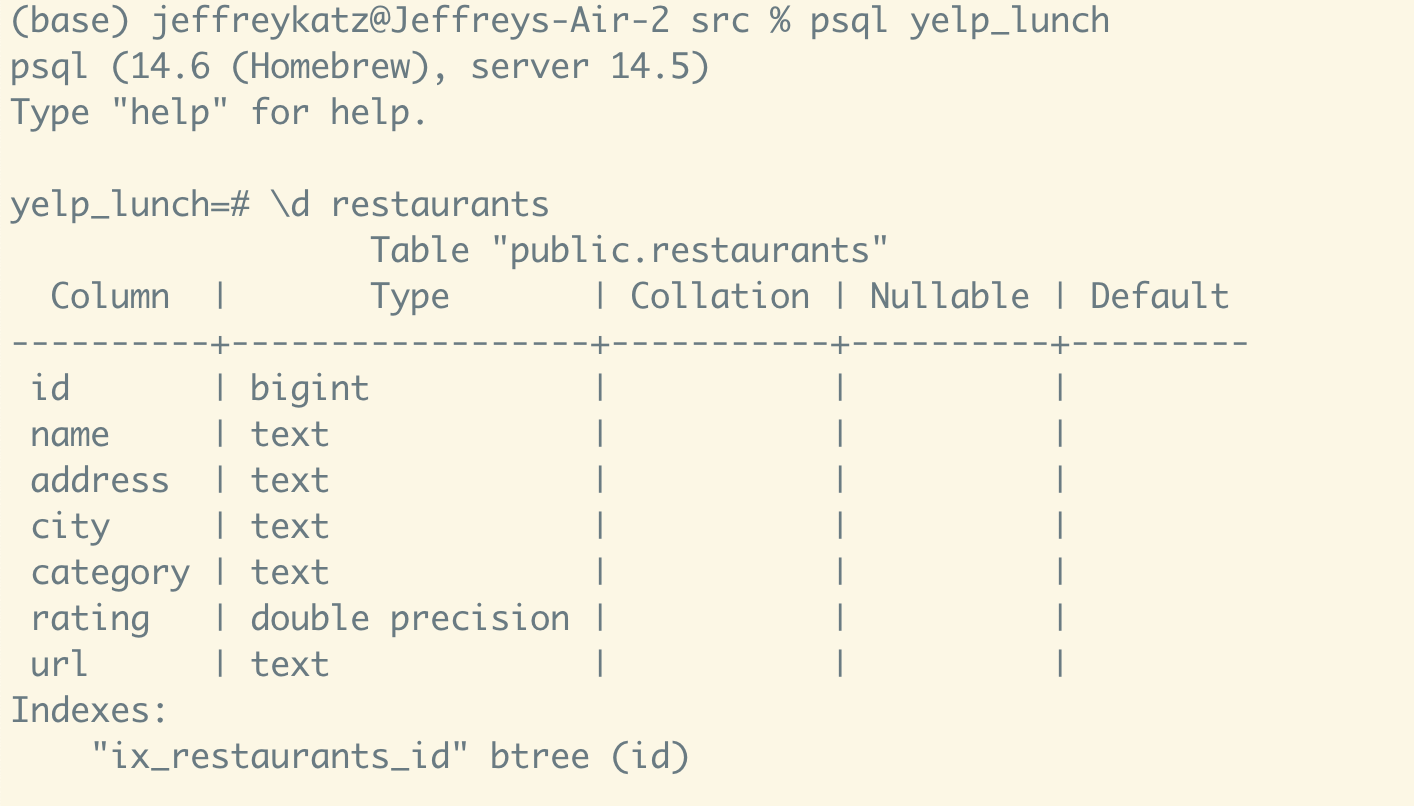 (base) jeffreykatz@Jeffreys-Air-2 src % psql yelp_lunch
psql (14.6 (Homebrew), server 14.5)
Type "help" for help.

yelp_lunch=# \d restaurants
                  Table "public.restaurants"
  Column  |       Type       | Collation | Nullable | Default
----------+------------------+-----------+----------+---------
 id       | bigint           |           |          |
 name     | text             |           |          |
 address  | text             |           |          |
 city     | text             |           |          |
 category | text             |           |          |
 rating   | double precision |           |          |
 url      | text             |           |          |
Indexes:
    "ix_restaurants_id" btree (id)